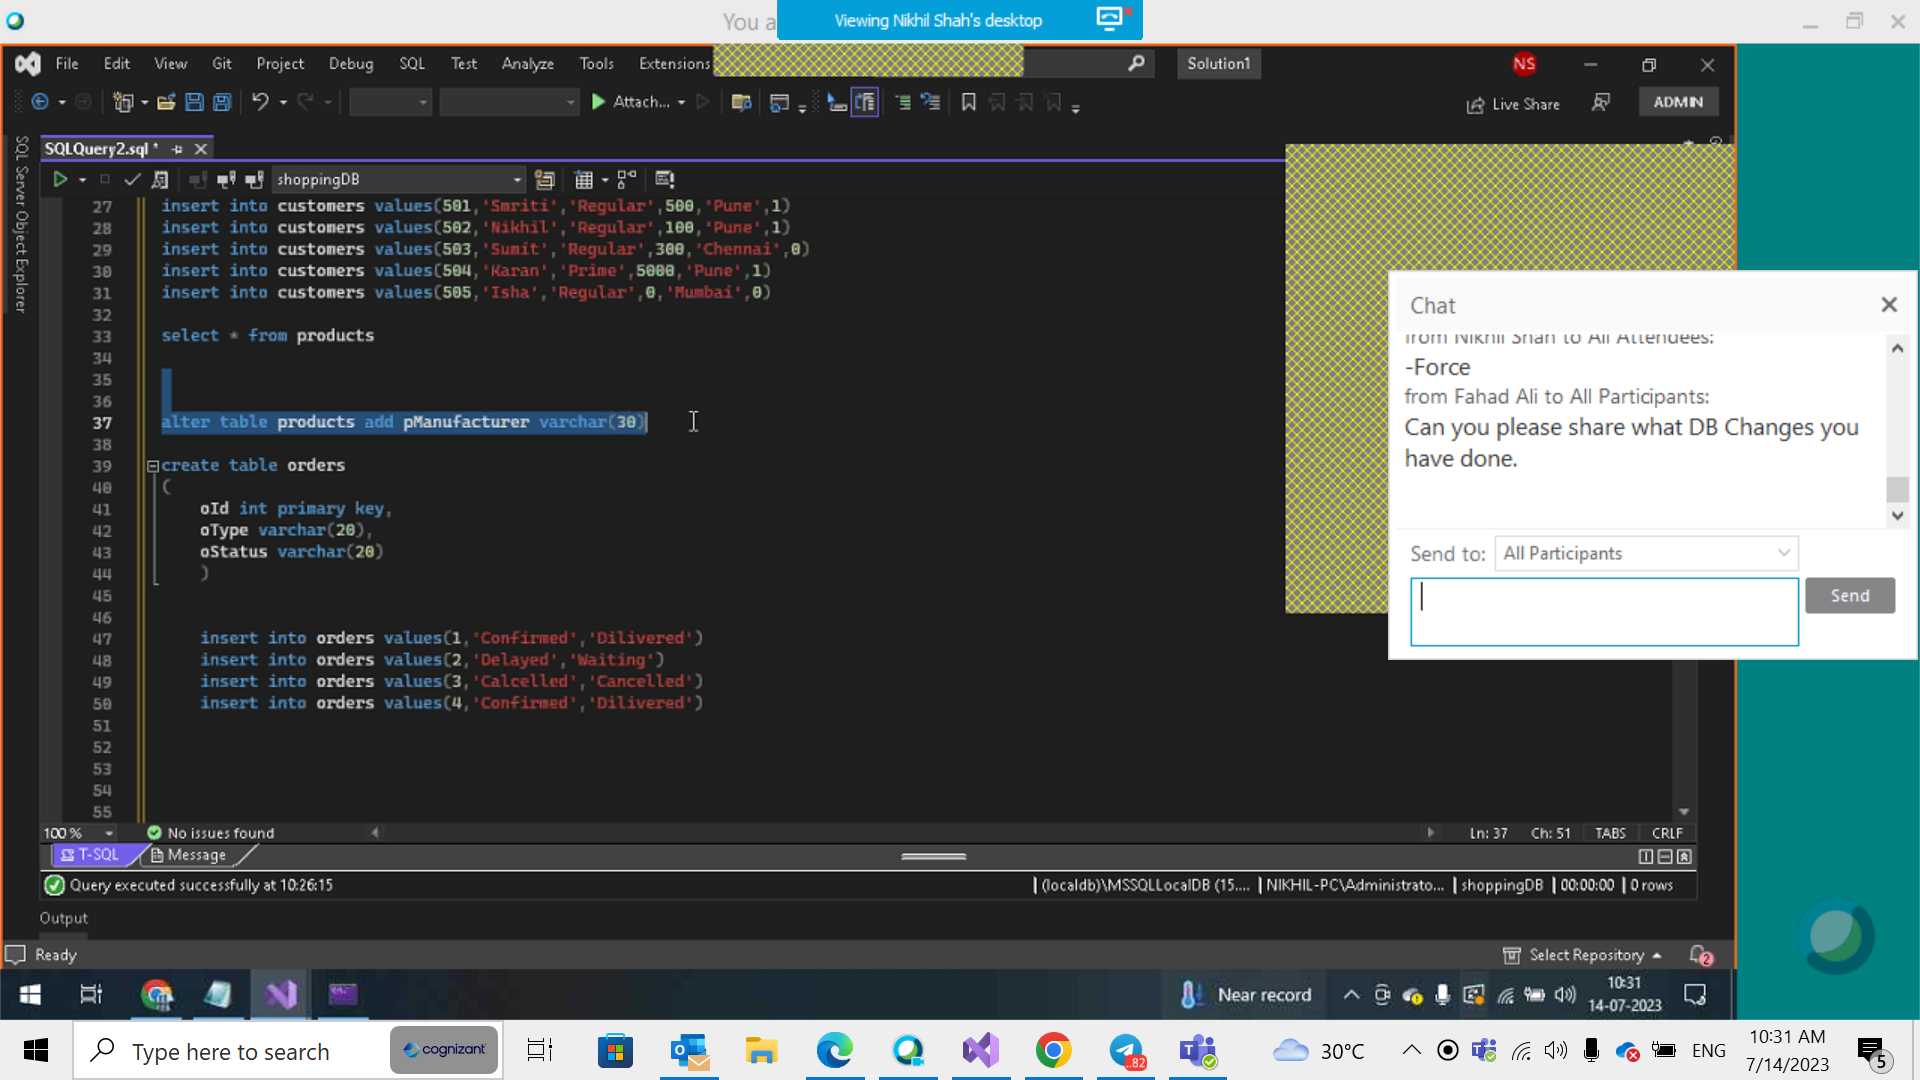 You a
Viewing Nikhil Shah's desktop
File Edit View Git Project Debug SQL Test Analyze Tools Extensions
Solution1
NS
Attach...
Live Share
ADMIN
SQL Server Object Explorer
SQLQuery2.sql *
shoppingDB
27 insert into customers values(501,'Smriti','Regular',500,'Pune',1)
28 insert into customers values(502,'Nikhil','Regular',100,'Pune',1)
29 insert into customers values(503,'Sumit','Regular',300,'Chennai',0)
30 insert into customers values(504,'Karan','Prime',5000,'Pune',1)
31 insert into customers values(505,'Isha','Regular',0,'Mumbai',0)
32
33 select * from products
34
35
36
37 alter table products add pManufacturer varchar(30)
38
39 create table orders
40 (
41 oId int primary key,
42 oType varchar(20),
43 oStatus varchar(20)
44 )
45
46
47 insert into orders values(1,'Confirmed','Dilivered')
48 insert into orders values(2,'Delayed','Waiting')
49 insert into orders values(3,'Calcelled','Cancelled')
50 insert into orders values(4,'Confirmed','Dilivered')
51
52
53
54
55
100 % No issues found Ln: 37 Ch: 51 TABS CRLF
T-SQL Message
Query executed successfully at 10:26:15 (localdb)\MSSQLLocalDB (15.... NIKHIL-PC\Administrato... shoppingDB 00:00:00 0 rows
Output
Ready
Select Repository
2
Chat
from Nikhil Shah to All Attendees:
-Force
from Fahad Ali to All Participants:
Can you please share what DB Changes you
have done.
Send to: All Participants
Send
Near record
10:31
14-07-2023
Type here to search
cognizant
82
30°C
ENG
10:31 AM
7/14/2023
5